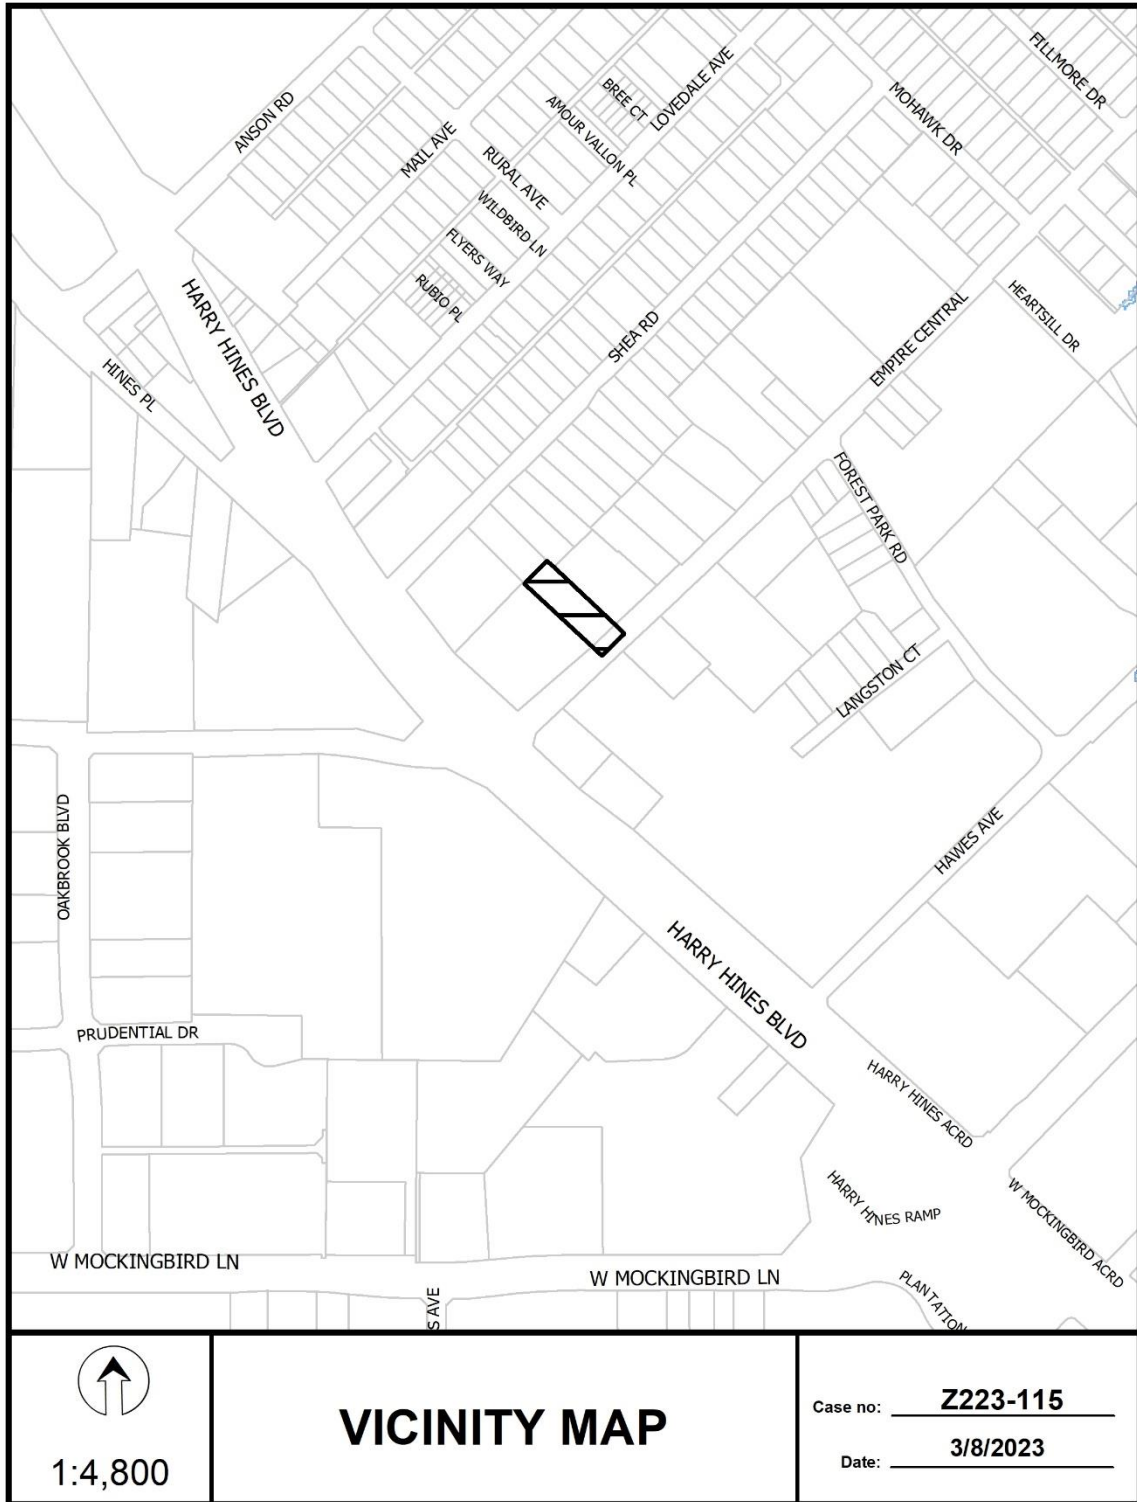 FILLMORE DR
LOVEDALE AVE
BREE CT
MOHAWK DR
ANSON RD
AMOUR VALLON PL
MAIL AVE
RURAL AVE
WILDBIRD LN
FLYERS WAY
RUBIO PL
HEARTSILL DR
HARRY HINES BLVD
SHEA RD
EMPIRE CENTRAL
HINES PL
FOREST PARK RD
LANGSTON CT
OAKBROOK BLVD
HAWES AVE
HARRY HINES BLVD
PRUDENTIAL DR
HARRY HINES ACRD
HARRY HINES RAMP
W MOCKINGBIRD ACRD
W MOCKINGBIRD LN
W MOCKINGBIRD LN
PLANTATION
S AVE
1:4,800
VICINITY MAP
Case no: Z223-115
Date: 3/8/2023